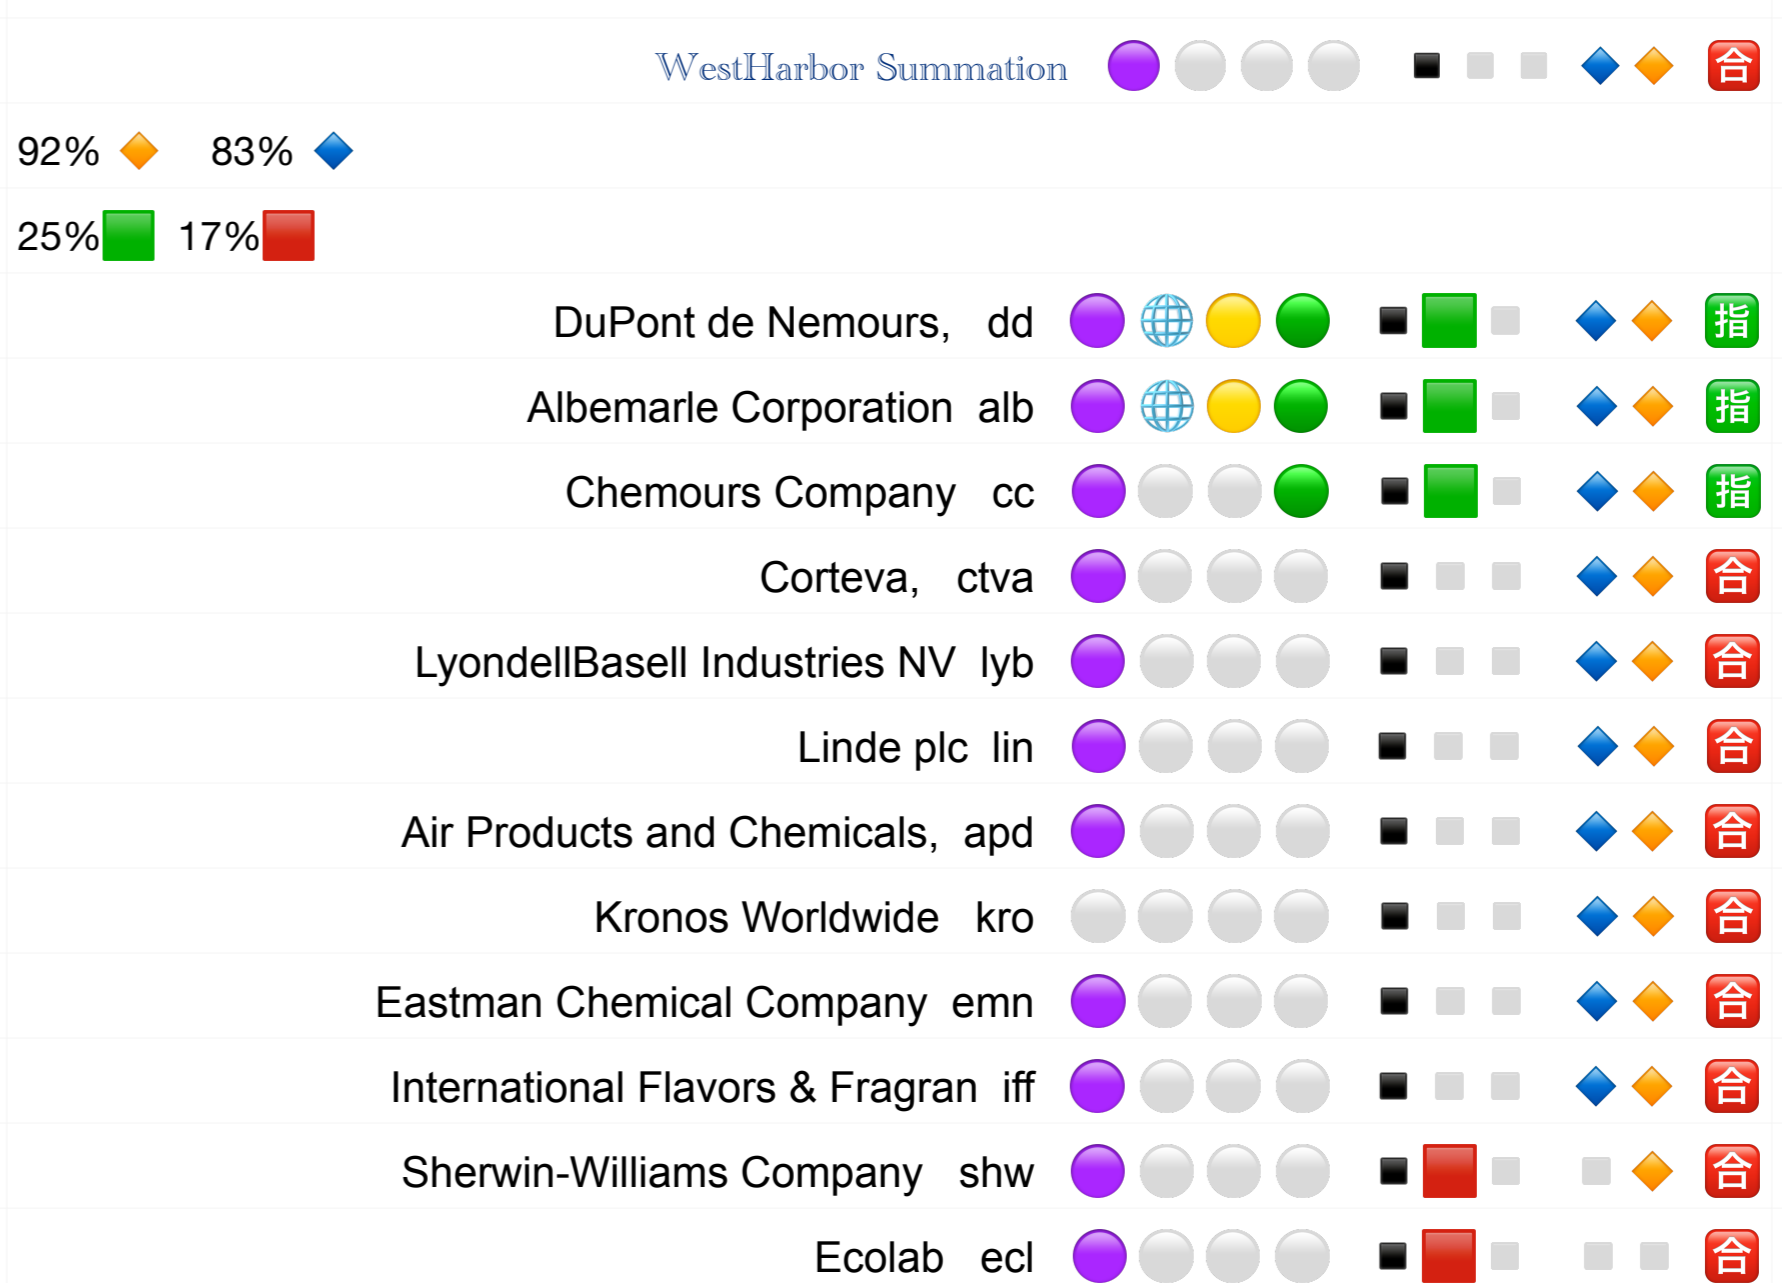 WestHarbor Summation 🟣 ⚪ ⚪ ⚪ ▪️ ◽ ◽ 🔹 🔸 🈴
92% 🔸 83% 🔹
25%🟩 17%🟥
DuPont de Nemours, dd 🟣 🌐 🟡 🟢 ▪️ 🟩 ◽ 🔹 🔸 🈯
Albemarle Corporation alb 🟣 🌐 🟡 🟢 ▪️ 🟩 ◽ 🔹 🔸 🈯
Chemours Company cc 🟣 ⚪ ⚪ 🟢 ▪️ 🟩 ◽ 🔹 🔸 🈯
Corteva, ctva 🟣 ⚪ ⚪ ⚪ ▪️ ◽ ◽ 🔹 🔸 🈴
LyondellBasell Industries NV lyb 🟣 ⚪ ⚪ ⚪ ▪️ ◽ ◽ 🔹 🔸 🈴
Linde plc lin 🟣 ⚪ ⚪ ⚪ ▪️ ◽ ◽ 🔹 🔸 🈴
Air Products and Chemicals, apd 🟣 ⚪ ⚪ ⚪ ▪️ ◽ ◽ 🔹 🔸 🈴
Kronos Worldwide kro ⚪ ⚪ ⚪ ⚪ ▪️ ◽ ◽ 🔹 🔸 🈴
Eastman Chemical Company emn 🟣 ⚪ ⚪ ⚪ ▪️ ◽ ◽ 🔹 🔸 🈴
International Flavors & Fragran iff 🟣 ⚪ ⚪ ⚪ ▪️ ◽ ◽ 🔹 🔸 🈴
Sherwin-Williams Company shw 🟣 ⚪ ⚪ ⚪ ▪️ 🟥 ◽ ◽ 🔸 🈴
Ecolab ecl 🟣 ⚪ ⚪ ⚪ ▪️ 🟥 ◽ ◽ ◽ 🈴